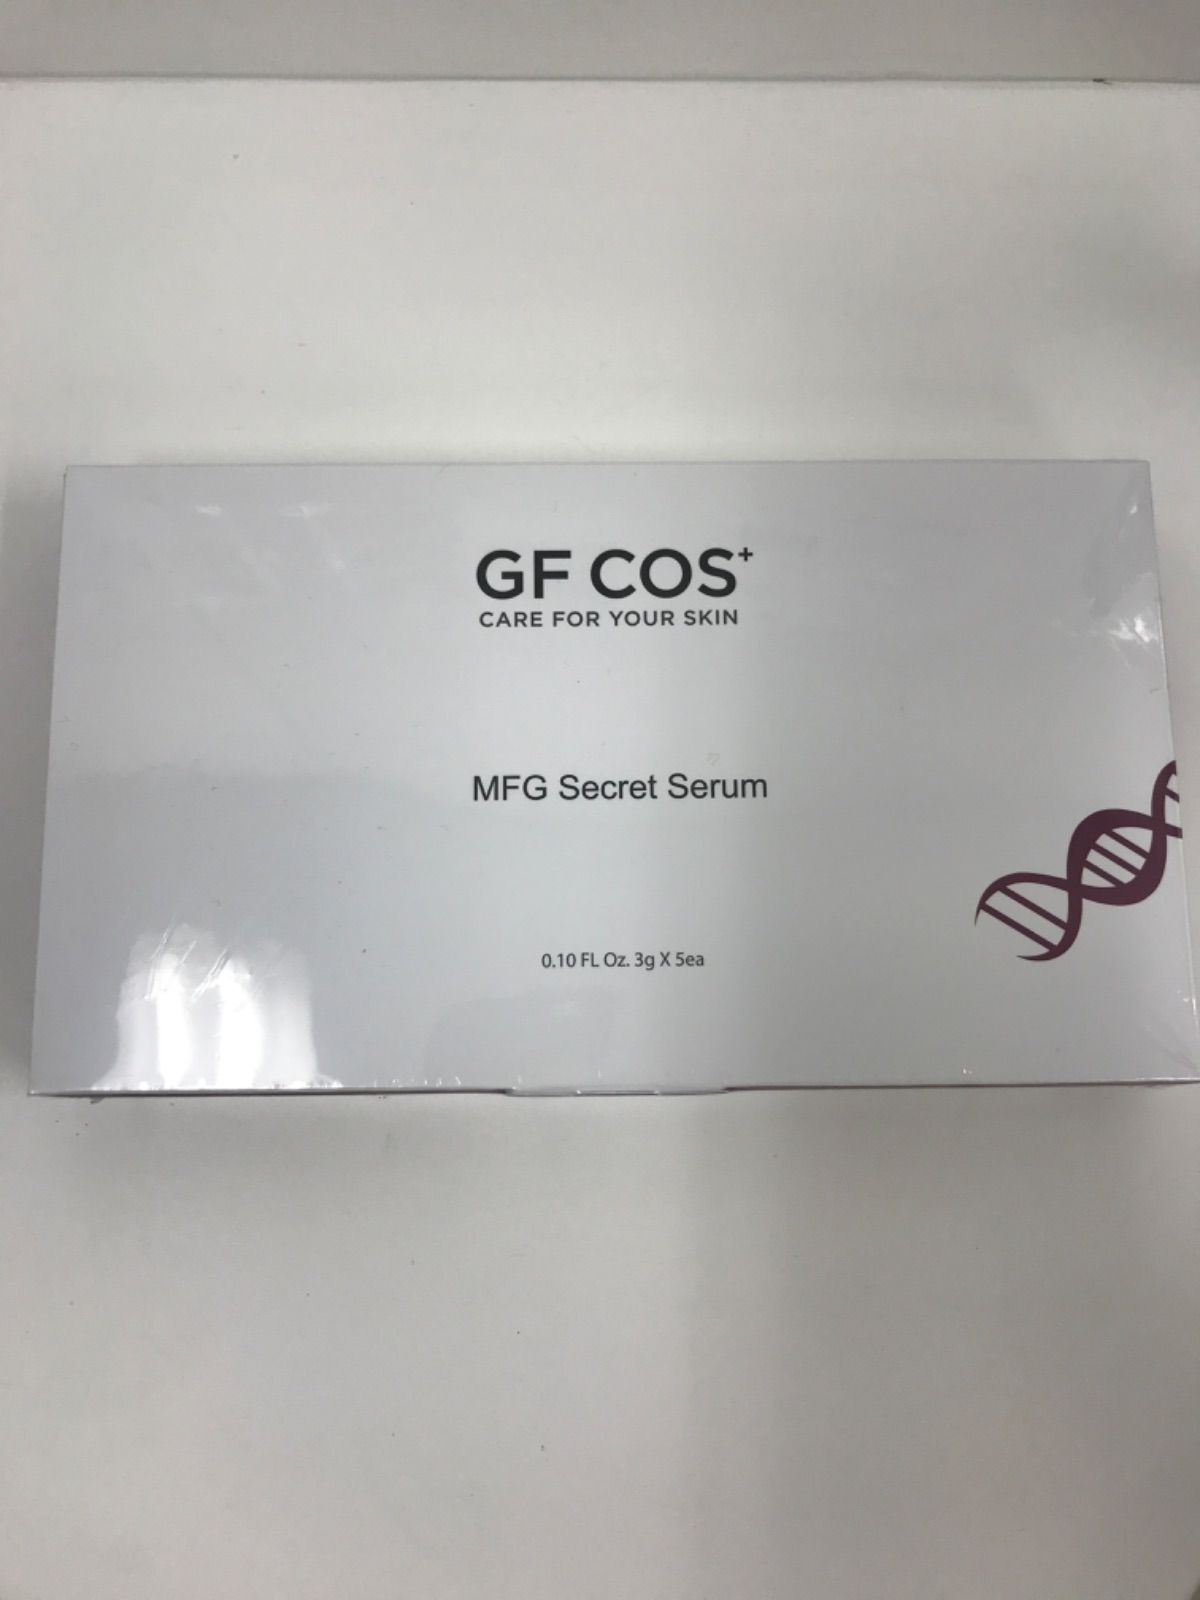 GF COS+
CARE FOR YOUR SKIN
MFG Secret Serum
0.10 FL Oz. 3g X 5ea